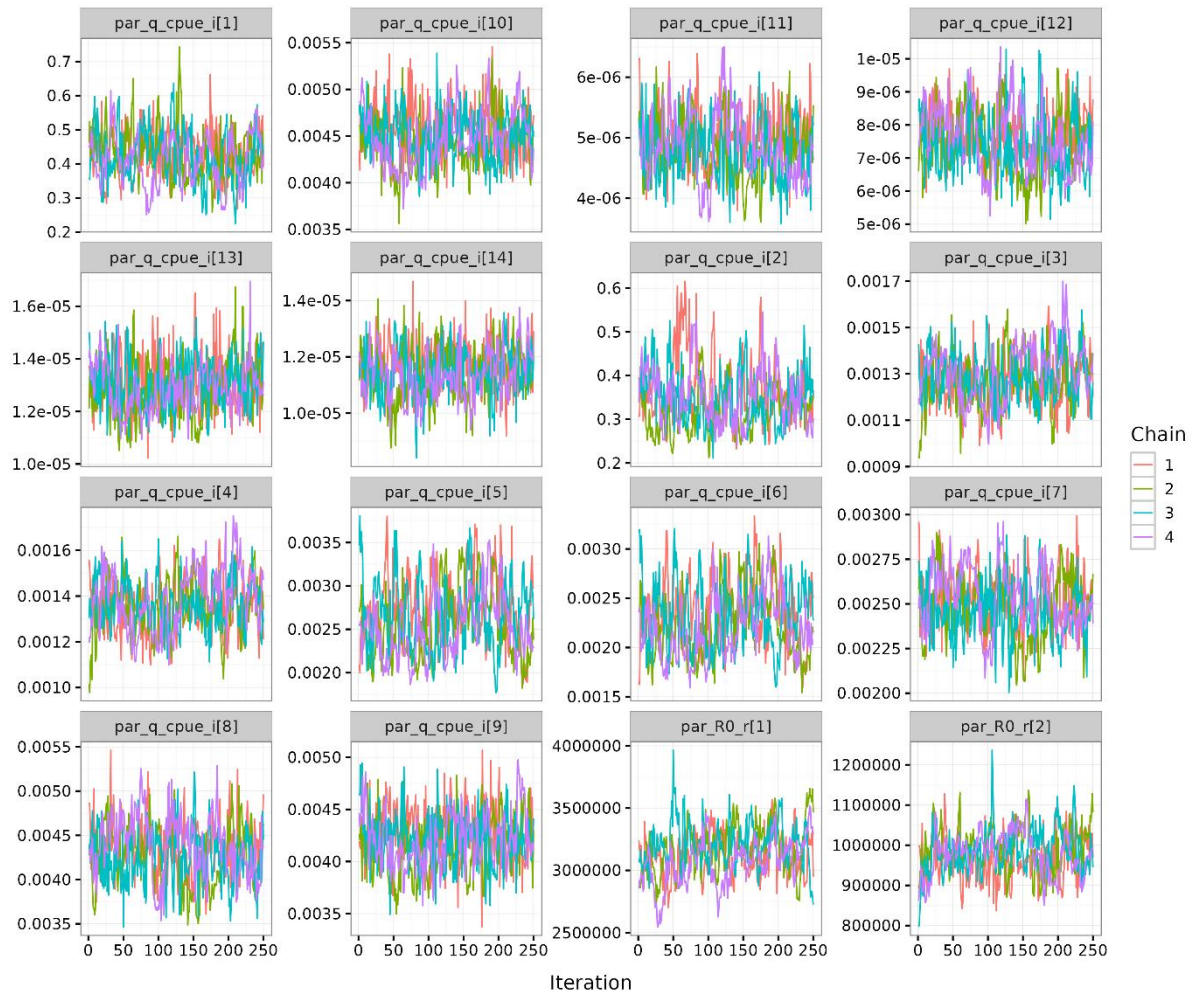 par_q_cpue_i[1]
par_q_cpue_i[10]
par_q_cpue_i[11]
par_q_cpue_i[12]
0.7
0.6
0.5
0.4
0.3
0.2
0.0055
0.0050
0.0045
0.0040
0.0035
6e-06
5e-06
4e-06
1e-05
9e-06
8e-06
7e-06
6e-06
5e-06
par_q_cpue_i[13]
par_q_cpue_i[14]
par_q_cpue_i[2]
par_q_cpue_i[3]
1.6e-05
1.4e-05
1.2e-05
1.0e-05
1.4e-05
1.2e-05
1.0e-05
0.6
0.5
0.4
0.3
0.2
0.0017
0.0015
0.0013
0.0011
0.0009
par_q_cpue_i[4]
par_q_cpue_i[5]
par_q_cpue_i[6]
par_q_cpue_i[7]
0.0016
0.0014
0.0012
0.0010
0.0035
0.0030
0.0025
0.0020
0.0030
0.0025
0.0020
0.0015
0.00300
0.00275
0.00250
0.00225
0.00200
par_q_cpue_i[8]
par_q_cpue_i[9]
par_R0_r[1]
par_R0_r[2]
0.0055
0.0050
0.0045
0.0040
0.0035
0.0050
0.0045
0.0040
0.0035
4000000
3500000
3000000
2500000
1200000
1100000
1000000
900000
800000
0 50 100 150 200 250
0 50 100 150 200 250
0 50 100 150 200 250
0 50 100 150 200 250
Iteration
Chain
1
2
3
4